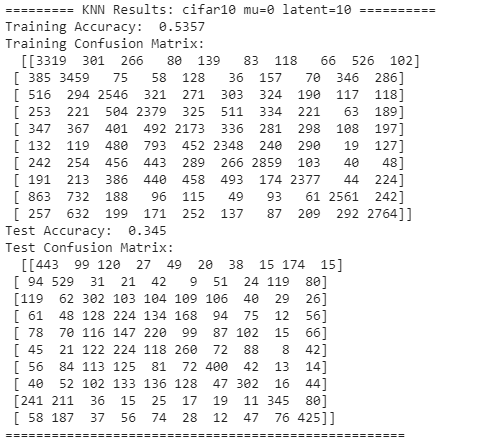 ========= KNN Results: cifar10 mu=0 latent=10 ==========
Training Accuracy:  0.5357
Training Confusion Matrix:
  [[3319  301  266   80  139   83  118   66  526  102]
 [ 385 3459   75   58  128   36  157   70  346  286]
 [ 516  294 2546  321  271  303  324  190  117  118]
 [ 253  221  504 2379  325  511  334  221   63  189]
 [ 347  367  401  492 2173  336  281  298  108  197]
 [ 132  119  480  793  452 2348  240  290   19  127]
 [ 242  254  456  443  289  266 2859  103   40   48]
 [ 191  213  386  440  458  493  174 2377   44  224]
 [ 863  732  188   96  115   49   93   61 2561  242]
 [ 257  632  199  171  252  137   87  209  292 2764]]
Test Accuracy:  0.345
Test Confusion Matrix:
  [[443  99 120  27  49  20  38  15 174  15]
 [ 94 529  31  21  42   9  51  24 119  80]
 [119  62 302 103 104 109 106  40  29  26]
 [ 61  48 128 224 134 168  94  75  12  56]
 [ 78  70 116 147 220  99  87 102  15  66]
 [ 45  21 122 224 118 260  72  88   8  42]
 [ 56  84 113 125  81  72 400  42  13  14]
 [ 40  52 102 133 136 128  47 302  16  44]
 [241 211  36  15  25  17  19  11 345  80]
 [ 58 187  37  56  74  28  12  47  76 425]]
====================================================